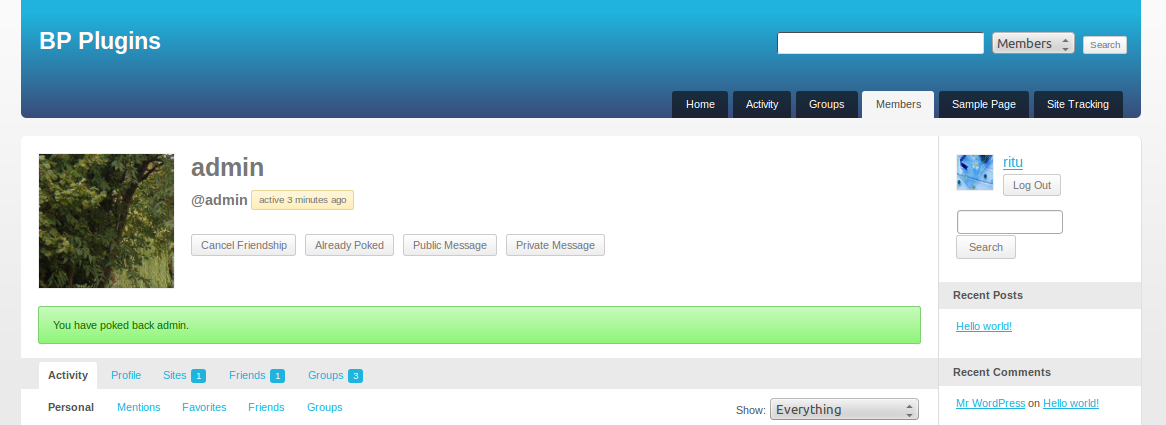 BP Plugins
Members
Search
Home Activity Groups Members Sample Page Site Tracking
admin
@admin active 3 minutes ago
Cancel Friendship Already Poked Public Message Private Message
You have poked back admin.
Activity Profile Sites 1 Friends 1 Groups 3
Personal Mentions Favorites Friends Groups
Show: Everything
ritu
Log Out
Search
Recent Posts
Hello world!
Recent Comments
Mr WordPress on Hello world!